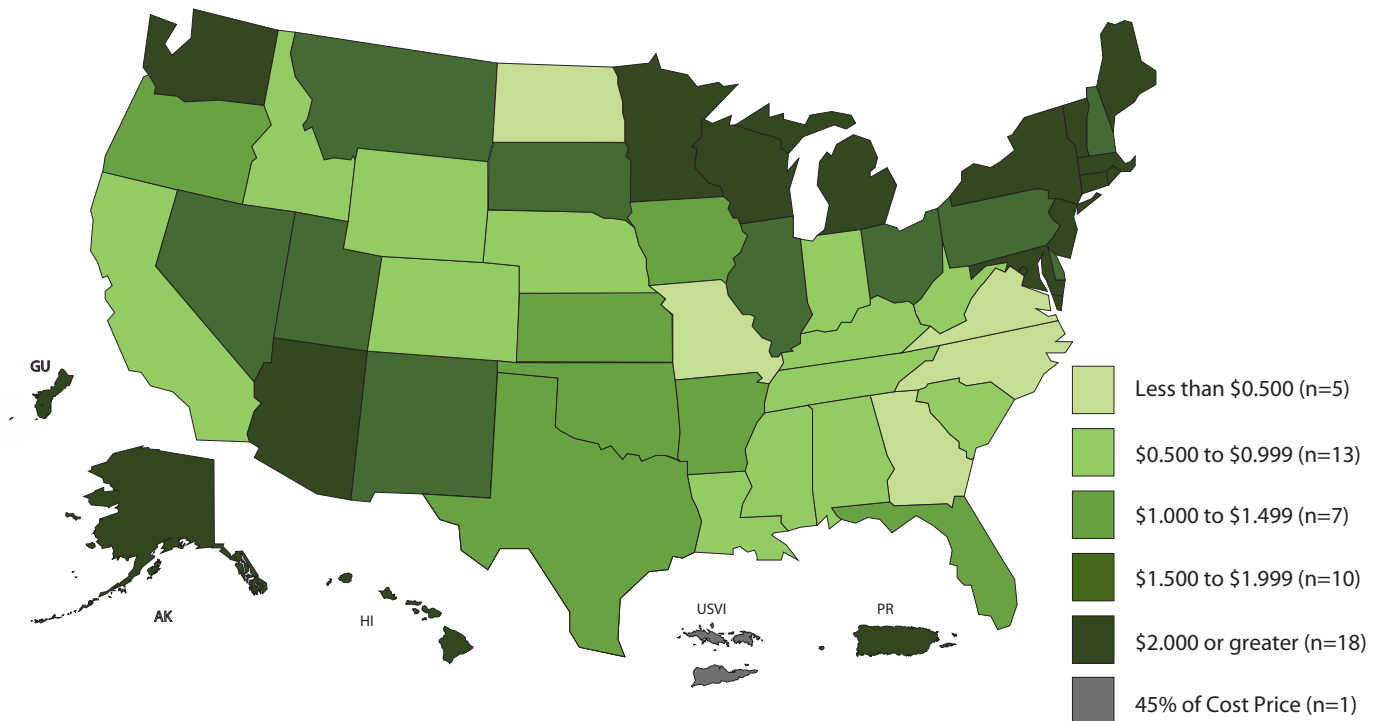 GU
AK
HI
USVI
PR
Less than $0.500 (n=5)
$0.500 to $0.999 (n=13)
$1.000 to $1.499 (n=7)
$1.500 to $1.999 (n=10)
$2.000 or greater (n=18)
45% of Cost Price (n=1)